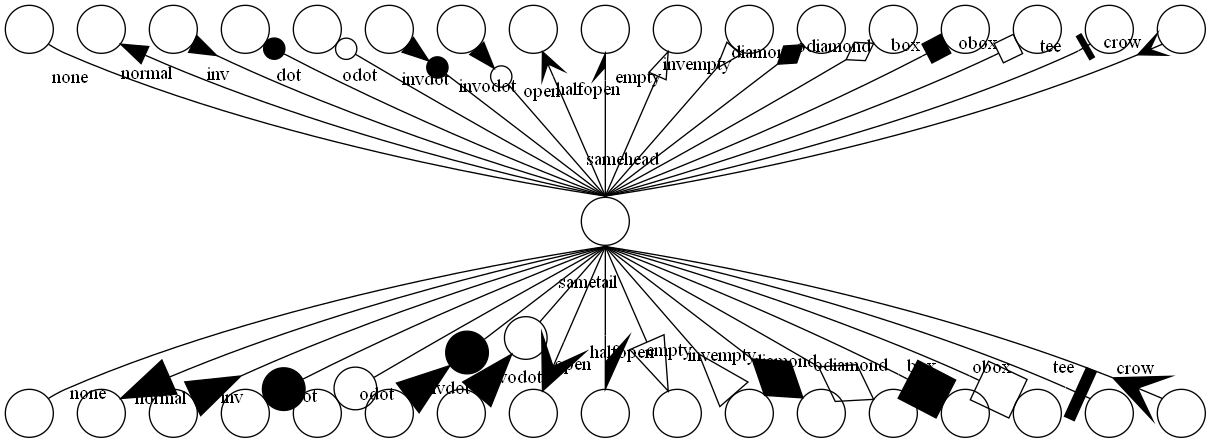 none
normal
inv
dot
odot
invdot
invodot
open
halfopen
empty
invempty
diamond
odiamond
box
obox
tee
crow
samehead
sametail
none
normal
inv
dot
odot
invdot
invodot
open
halfopen
empty
invempty
diamond
odiamond
box
obox
tee
crow